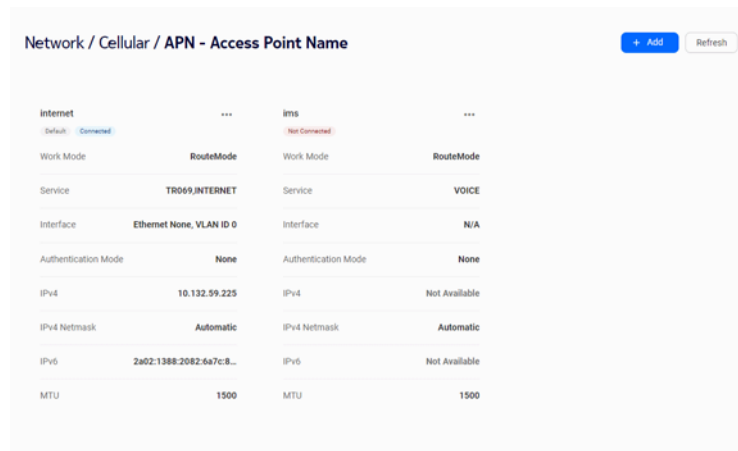 Network / Cellular / APN - Access Point Name
+ Add
Refresh
internet
...
Default
Connected
Work Mode
RouteMode
Service
TR069,INTERNET
Interface
Ethernet None, VLAN ID 0
Authentication Mode
None
IPv4
10.132.59.225
IPv4 Netmask
Automatic
IPv6
2a02:1388:2082:6a7c:8...
MTU
1500
ims
...
Not Connected
Work Mode
RouteMode
Service
VOICE
Interface
N/A
Authentication Mode
None
IPv4
Not Available
IPv4 Netmask
Automatic
IPv6
Not Available
MTU
1500